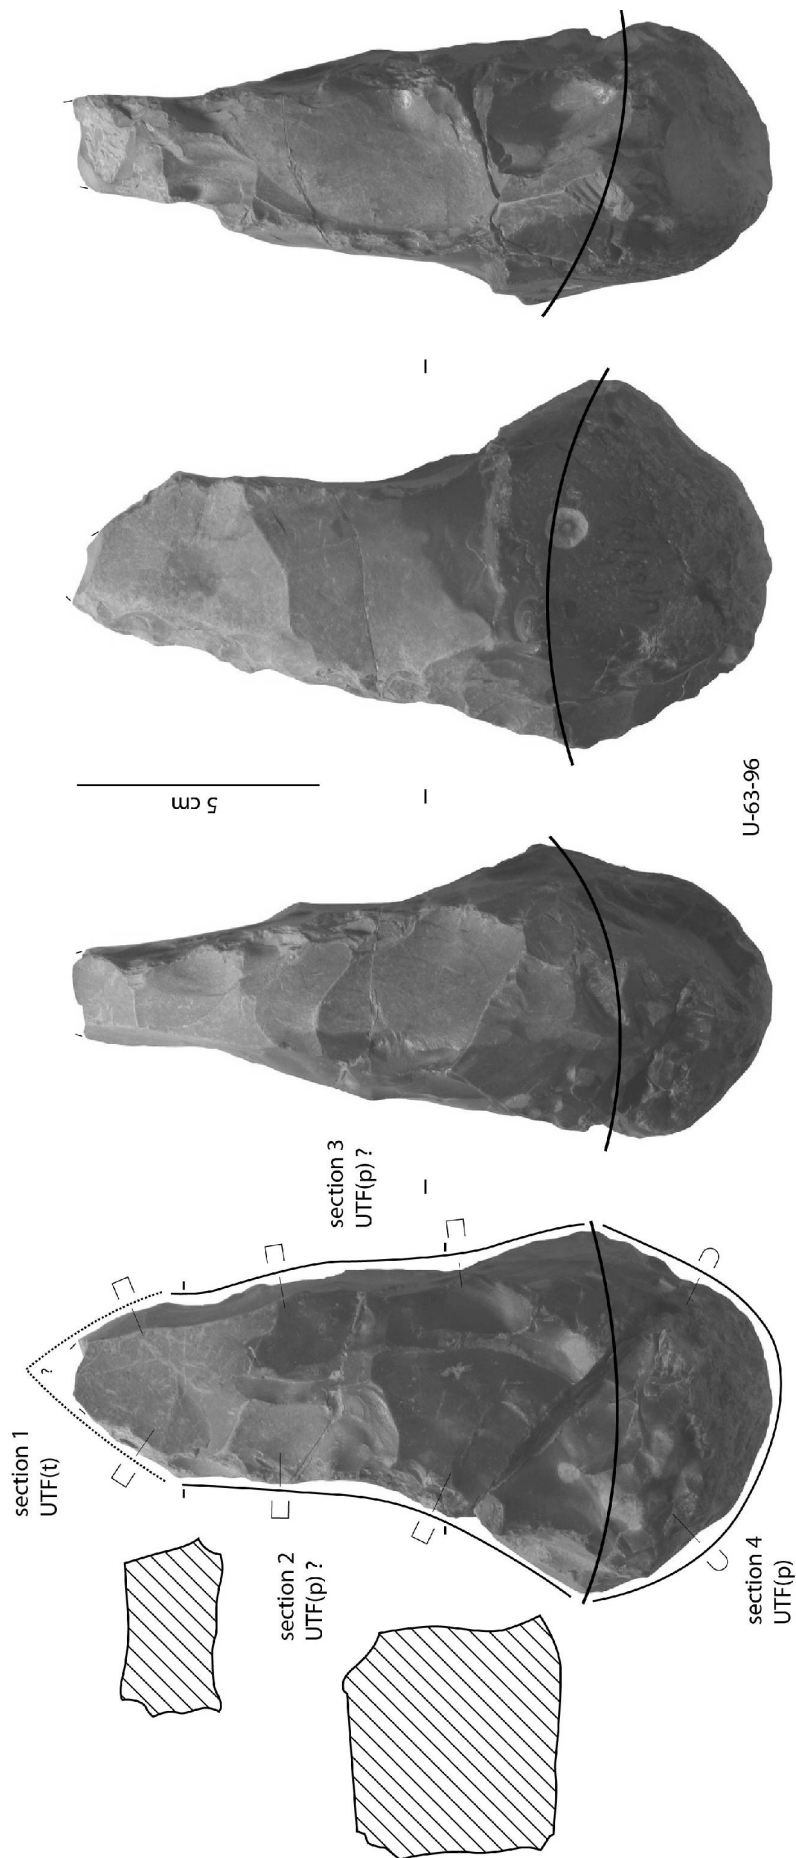 section 1
UTF(t)
?
section 2
UTF(p) ?
section 3
UTF(p) ?
section 4
UTF(p)
5 cm
U-63-96